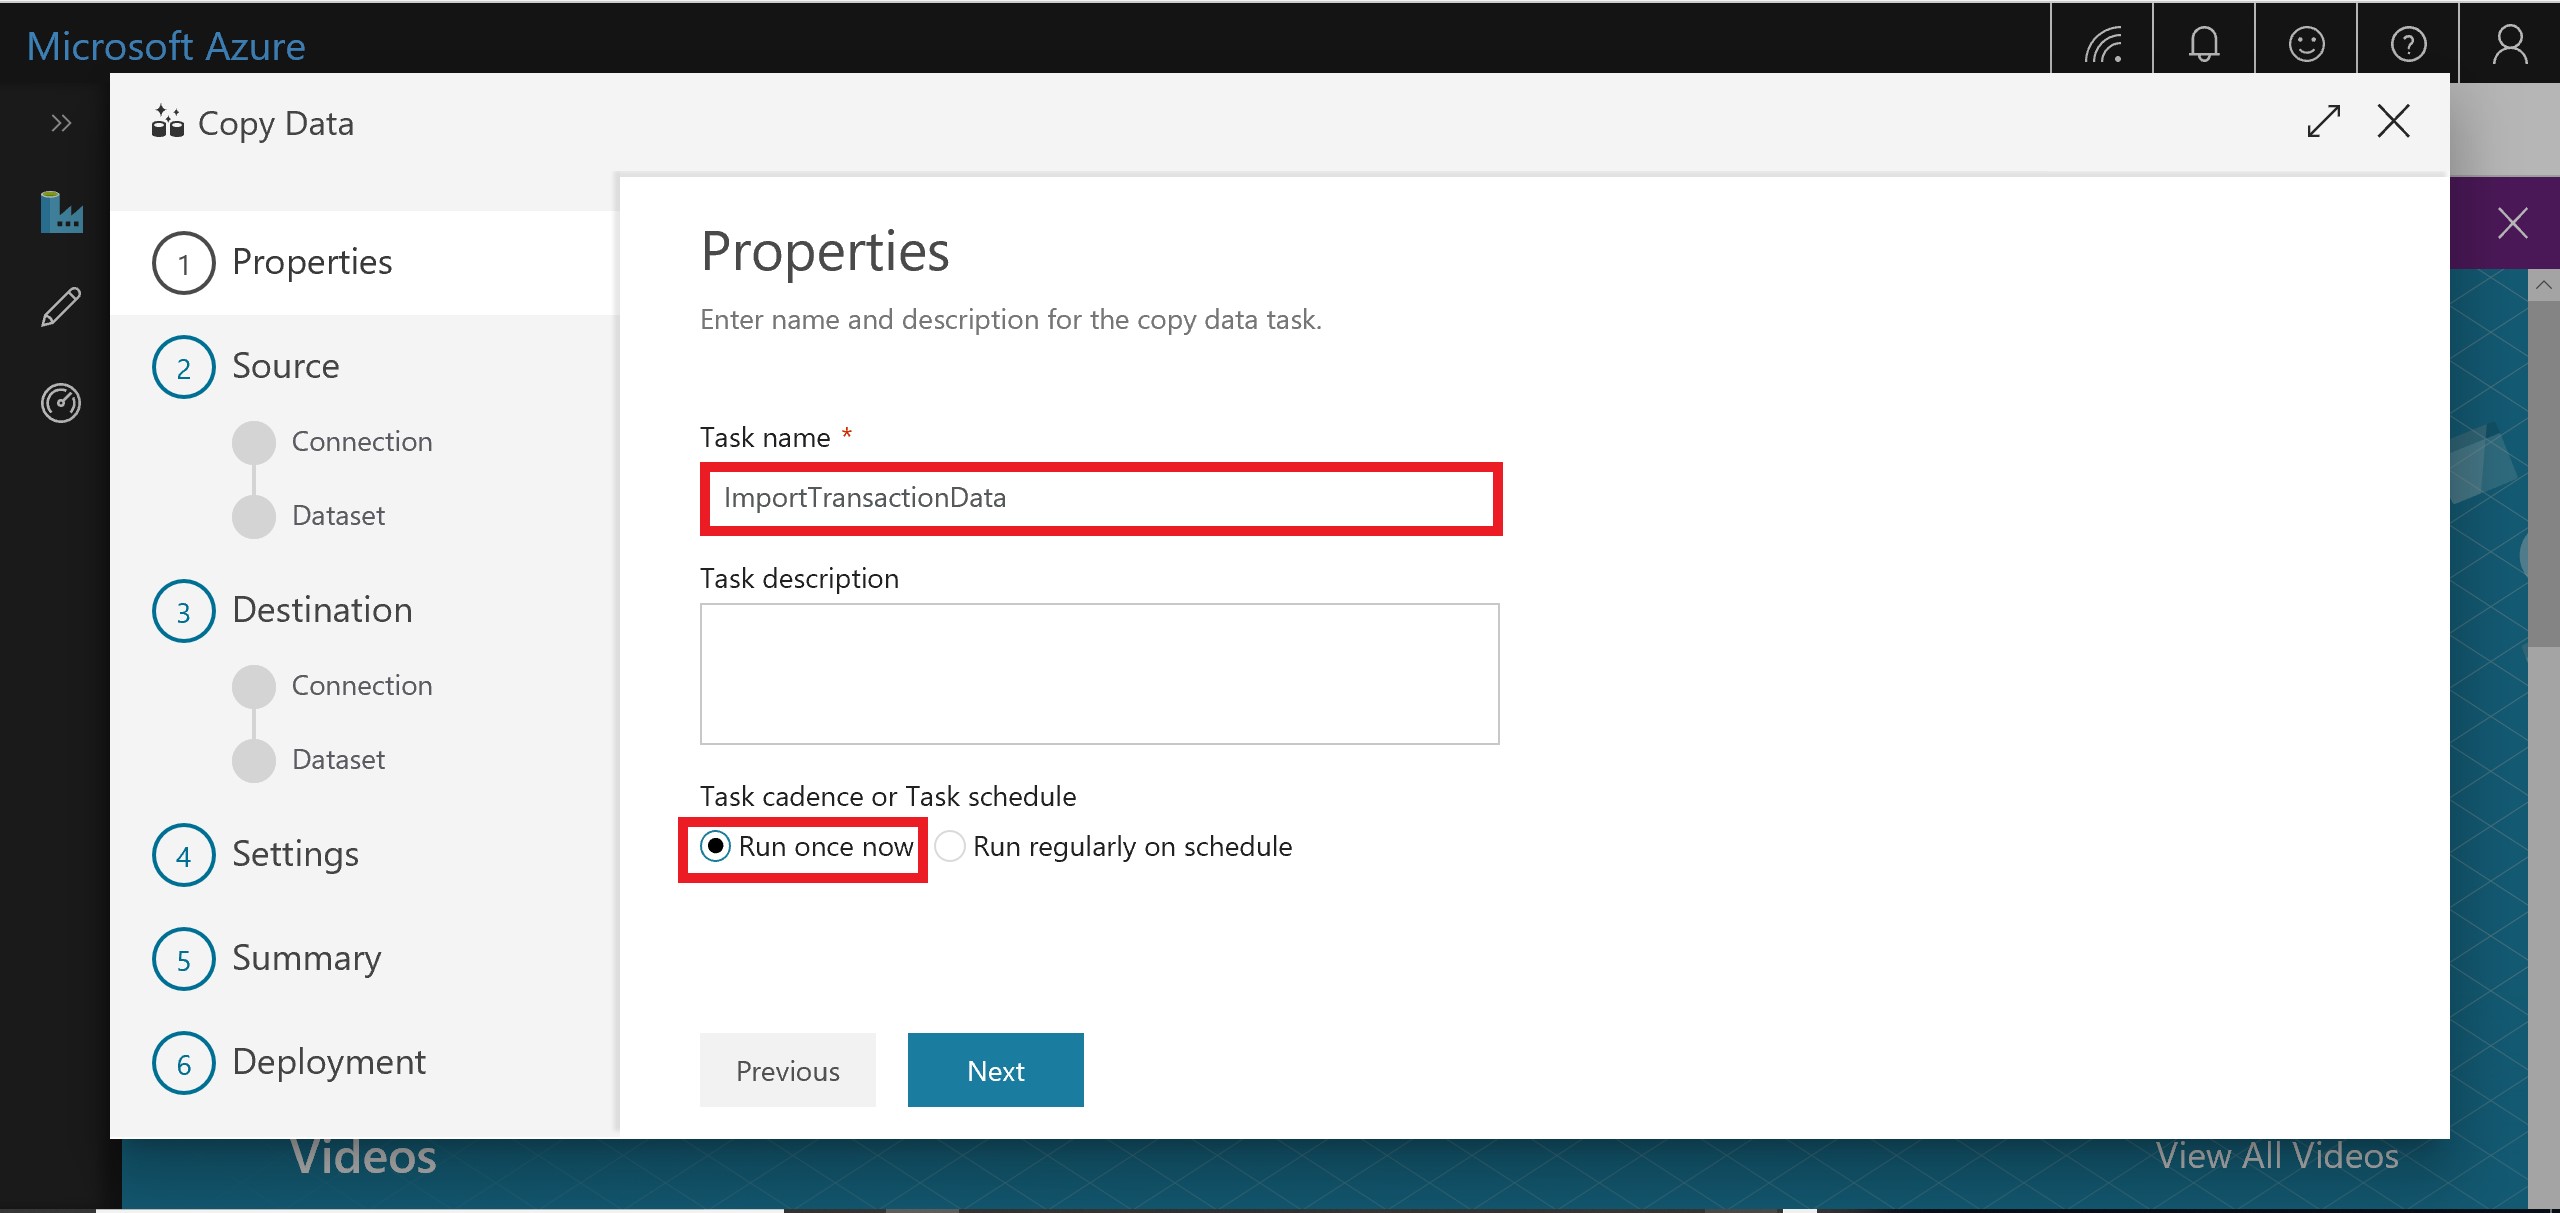 Microsoft Azure
Copy Data
1 Properties
2 Source
Connection
Dataset
3 Destination
Connection
Dataset
4 Settings
5 Summary
6 Deployment
Properties
Enter name and description for the copy data task.
Task name *
ImportTransactionData
Task description
Task cadence or Task schedule
Run once now Run regularly on schedule
Previous Next
Videos View All Videos